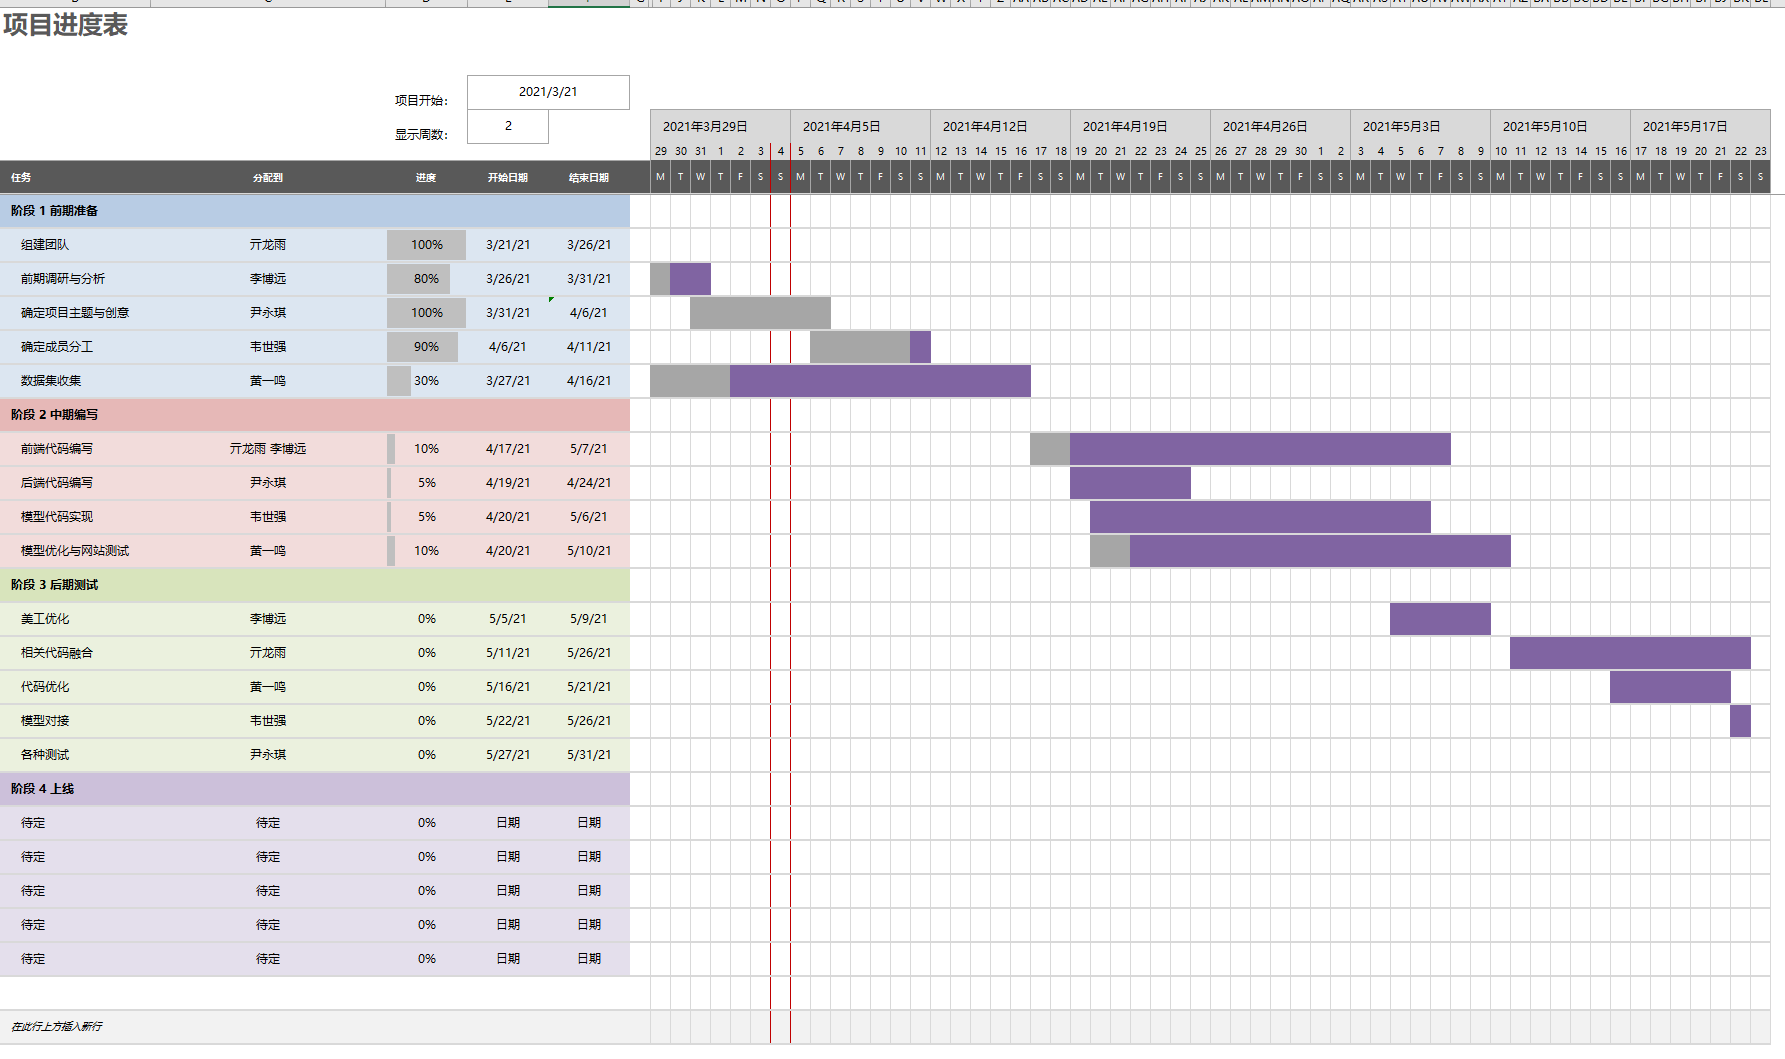 项目进度表
项目开始: 2021/3/21
显示周数: 2
2021年3月29日 2021年4月5日 2021年4月12日 2021年4月19日 2021年4月26日 2021年5月3日 2021年5月10日 2021年5月17日
29 30 31 1 2 3 4 5 6 7 8 9 10 11 12 13 14 15 16 17 18 19 20 21 22 23 24 25 26 27 28 29 30 1 2 3 4 5 6 7 8 9 10 11 12 13 14 15 16 17 18 19 20 21 22 23
任务 分配到 进度 开始日期 结束日期 M T W T F S S M T W T F S S M T W T F S S M T W T F S S M T W T F S S M T W T F S S M T W T F S S M T W T F S S
阶段 1 前期准备
组建团队 亓龙雨 100% 3/21/21 3/26/21
前期调研与分析 李博远 80% 3/26/21 3/31/21
确定项目主题与创意 尹永琪 100% 3/31/21 4/6/21
确定成员分工 韦世强 90% 4/6/21 4/11/21
数据集收集 黄一鸣 30% 3/27/21 4/16/21
阶段 2 中期编写
前端代码编写 亓龙雨 李博远 10% 4/17/21 5/7/21
后端代码编写 尹永琪 5% 4/19/21 4/24/21
模型代码实现 韦世强 5% 4/20/21 5/6/21
模型优化与网站测试 黄一鸣 10% 4/20/21 5/10/21
阶段 3 后期测试
美工优化 李博远 0% 5/5/21 5/9/21
相关代码融合 亓龙雨 0% 5/11/21 5/26/21
代码优化 黄一鸣 0% 5/16/21 5/21/21
模型对接 韦世强 0% 5/22/21 5/26/21
各种测试 尹永琪 0% 5/27/21 5/31/21
阶段 4 上线
待定 待定 0% 日期 日期
待定 待定 0% 日期 日期
待定 待定 0% 日期 日期
待定 待定 0% 日期 日期
待定 待定 0% 日期 日期
在此行上方插入新行